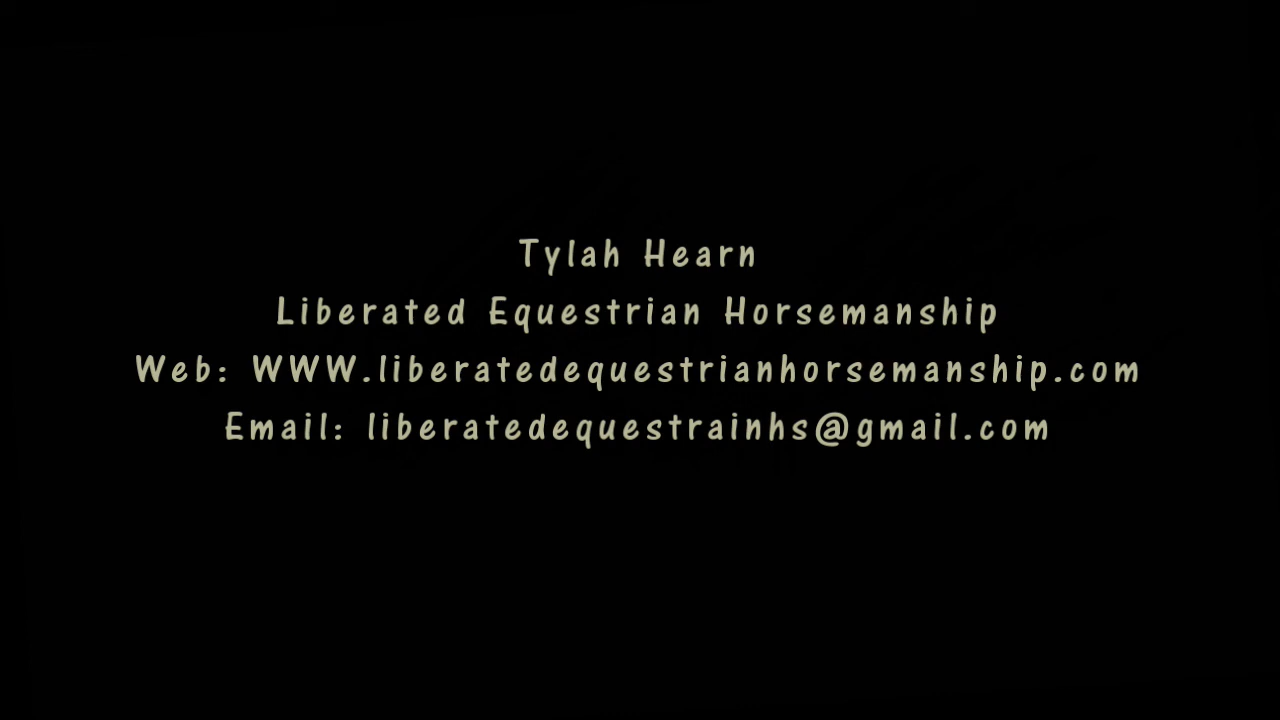 Tylah Hearn
Liberated Equestrian Horsemanship
Web: WWW.liberatedequestrianhorsemanship.com
Email: liberatedequestrainhs@gmail.com